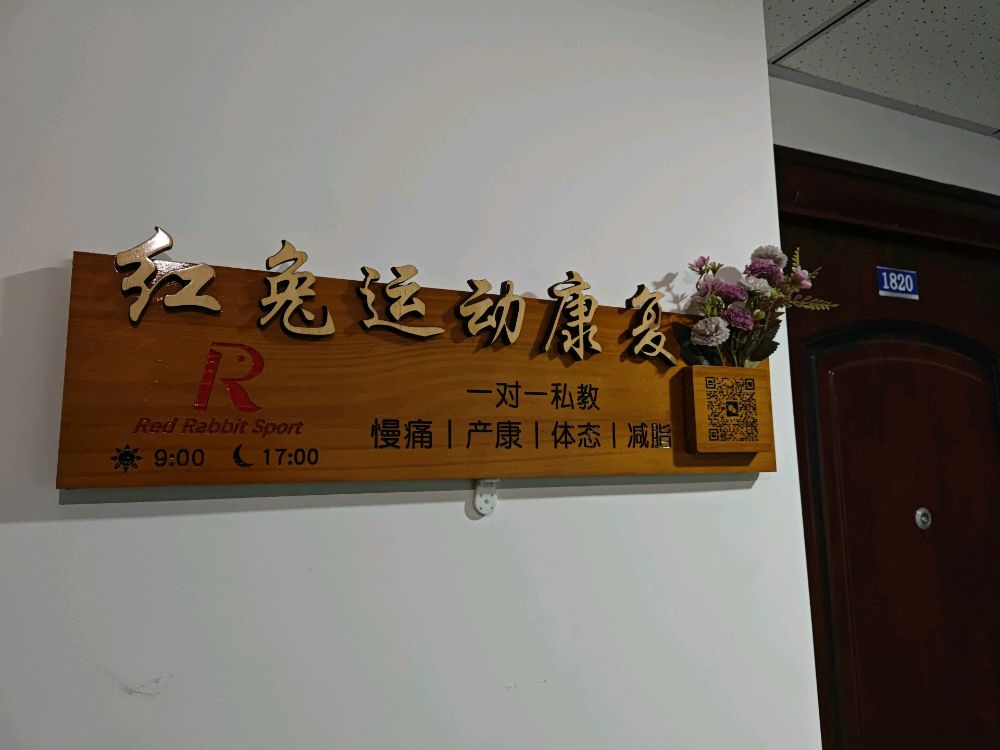 红兔运动康复
R
Red Rabbit Sport
9:00 17:00
一对一私教
慢痛|产康|体态|减脂
1820